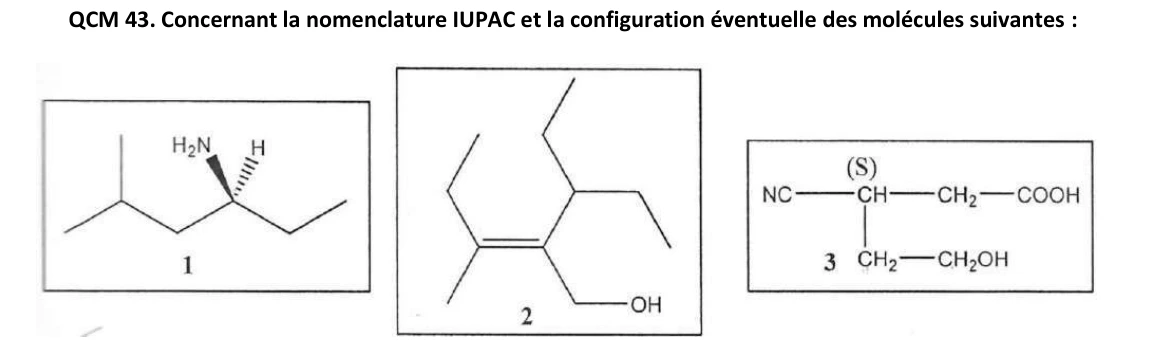 QCM 43. Concernant la nomenclature IUPAC et la configuration éventuelle des molécules suivantes :
H₂N H
1
OH
2
(S)
NC—CH—CH₂—COOH
3 CH₂—CH₂OH